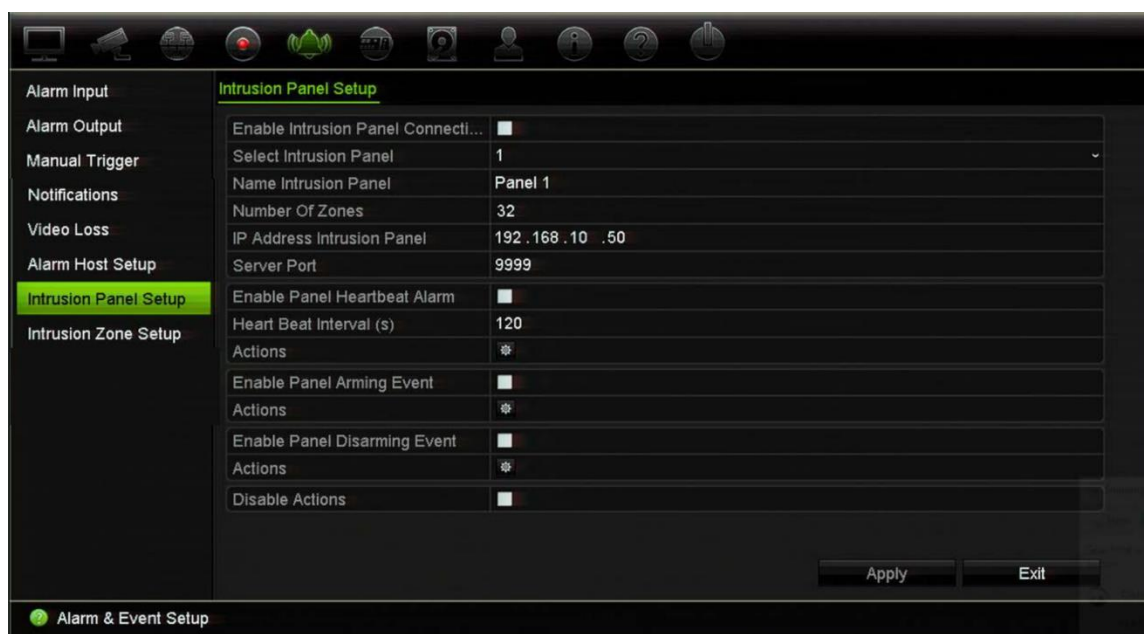 Alarm Input
Alarm Output
Manual Trigger
Notifications
Video Loss
Alarm Host Setup
Intrusion Panel Setup
Intrusion Zone Setup
Intrusion Panel Setup
Enable Intrusion Panel Connecti...
Select Intrusion Panel 1
Name Intrusion Panel Panel 1
Number Of Zones 32
IP Address Intrusion Panel 192 .168 .10 .50
Server Port 9999
Enable Panel Heartbeat Alarm
Heart Beat Interval (s) 120
Actions
Enable Panel Arming Event
Actions
Enable Panel Disarming Event
Actions
Disable Actions
Apply Exit
Alarm & Event Setup